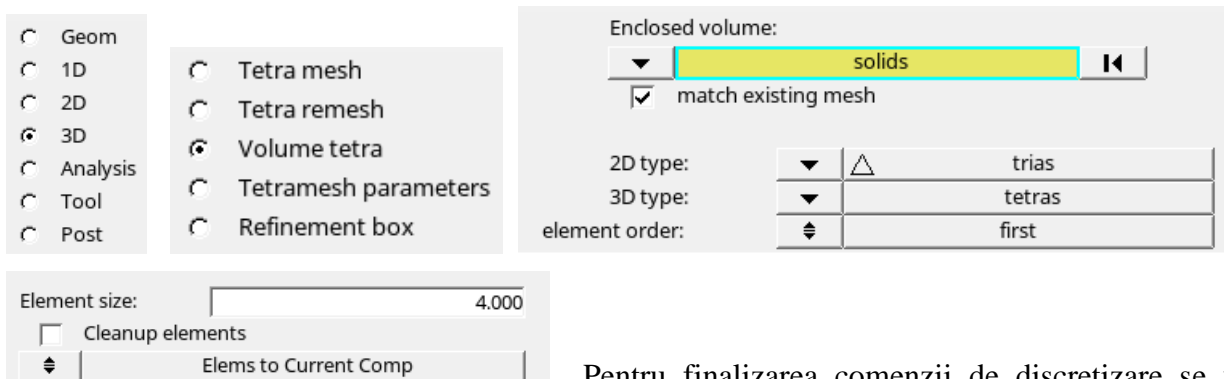 Geom
1D
2D
3D
Analysis
Tool
Post
Tetra mesh
Tetra remesh
Volume tetra
Tetramesh parameters
Refinement box
Enclosed volume:
solids
match existing mesh
2D type: trias
3D type: tetras
element order: first
Element size: 4.000
Cleanup elements
Elems to Current Comp
Pentru finalizarea comenzii de discretizare se